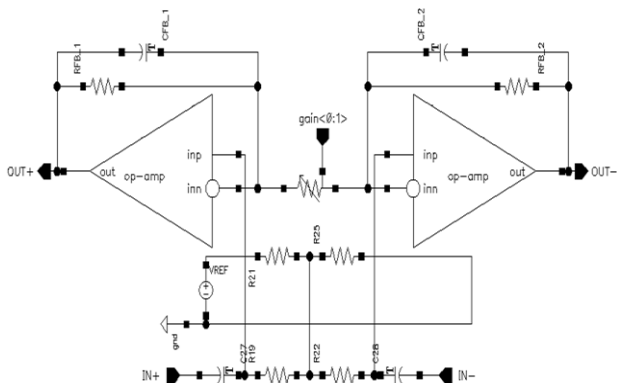 CFB_1
CFB_2
RFB_1
RFB_2
T
T
gain<0:1>
inp
inp
OUT+
out
op-amp
inn
inn
op-amp
out
OUT-
R25
VREF
R21
gnd
C27
R19
R22
C28
IN+
T
T
IN-